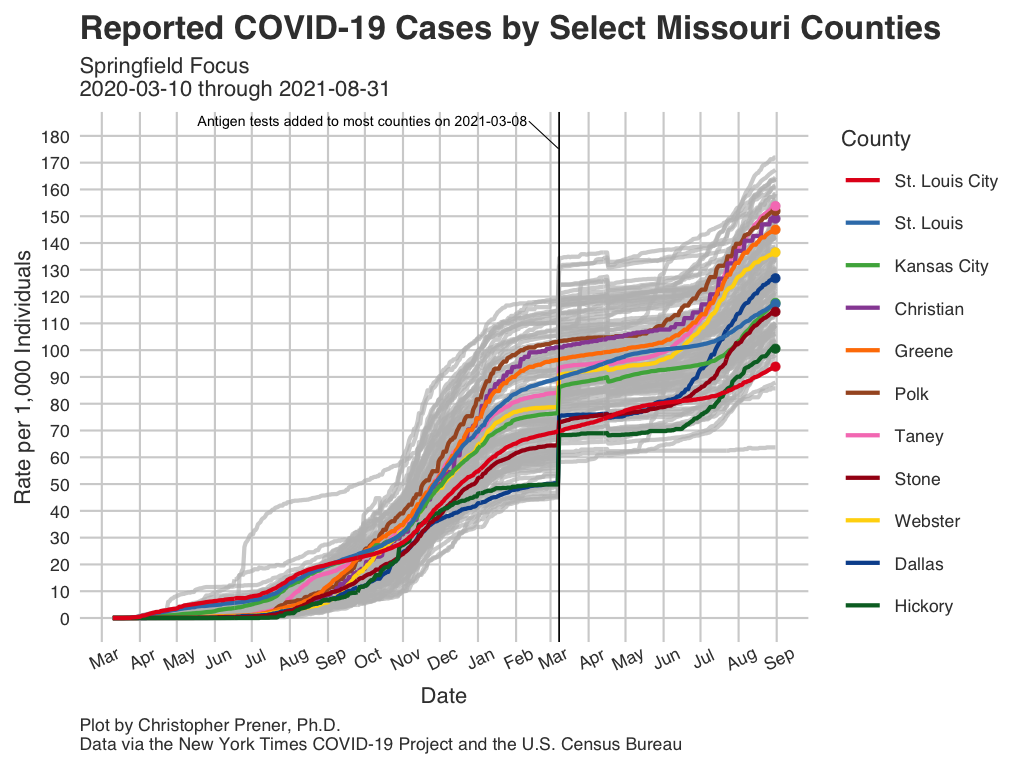 Reported COVID-19 Cases by Select Missouri Counties
Springfield Focus
2020-03-10 through 2021-08-31
Antigen tests added to most counties on 2021-03-08
Rate per 1,000 Individuals
180
170
160
150
140
130
120
110
100
90
80
70
60
50
40
30
20
10
0
Mar Apr May Jun Jul Aug Sep Oct Nov Dec Jan Feb Mar Apr May Jun Jul Aug Sep
Date
County
St. Louis City
St. Louis
Kansas City
Christian
Greene
Polk
Taney
Stone
Webster
Dallas
Hickory
Plot by Christopher Prener, Ph.D.
Data via the New York Times COVID-19 Project and the U.S. Census Bureau